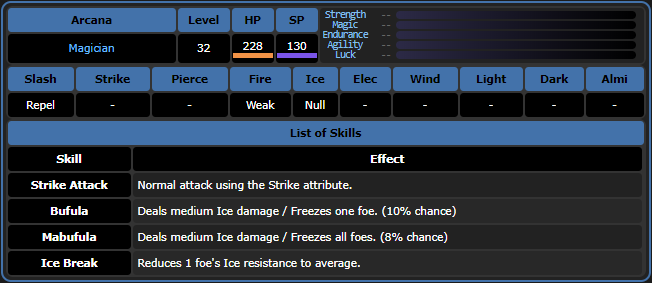 Arcana Level HP SP
Magician 32 228 130
Strength --
Magic --
Endurance --
Agility --
Luck --
Slash Strike Pierce Fire Ice Elec Wind Light Dark Almi
Repel - - Weak Null - - - - -
List of Skills
Skill Effect
Strike Attack Normal attack using the Strike attribute.
Bufula Deals medium Ice damage / Freezes one foe. (10% chance)
Mabufula Deals medium Ice damage / Freezes all foes. (8% chance)
Ice Break Reduces 1 foe's Ice resistance to average.